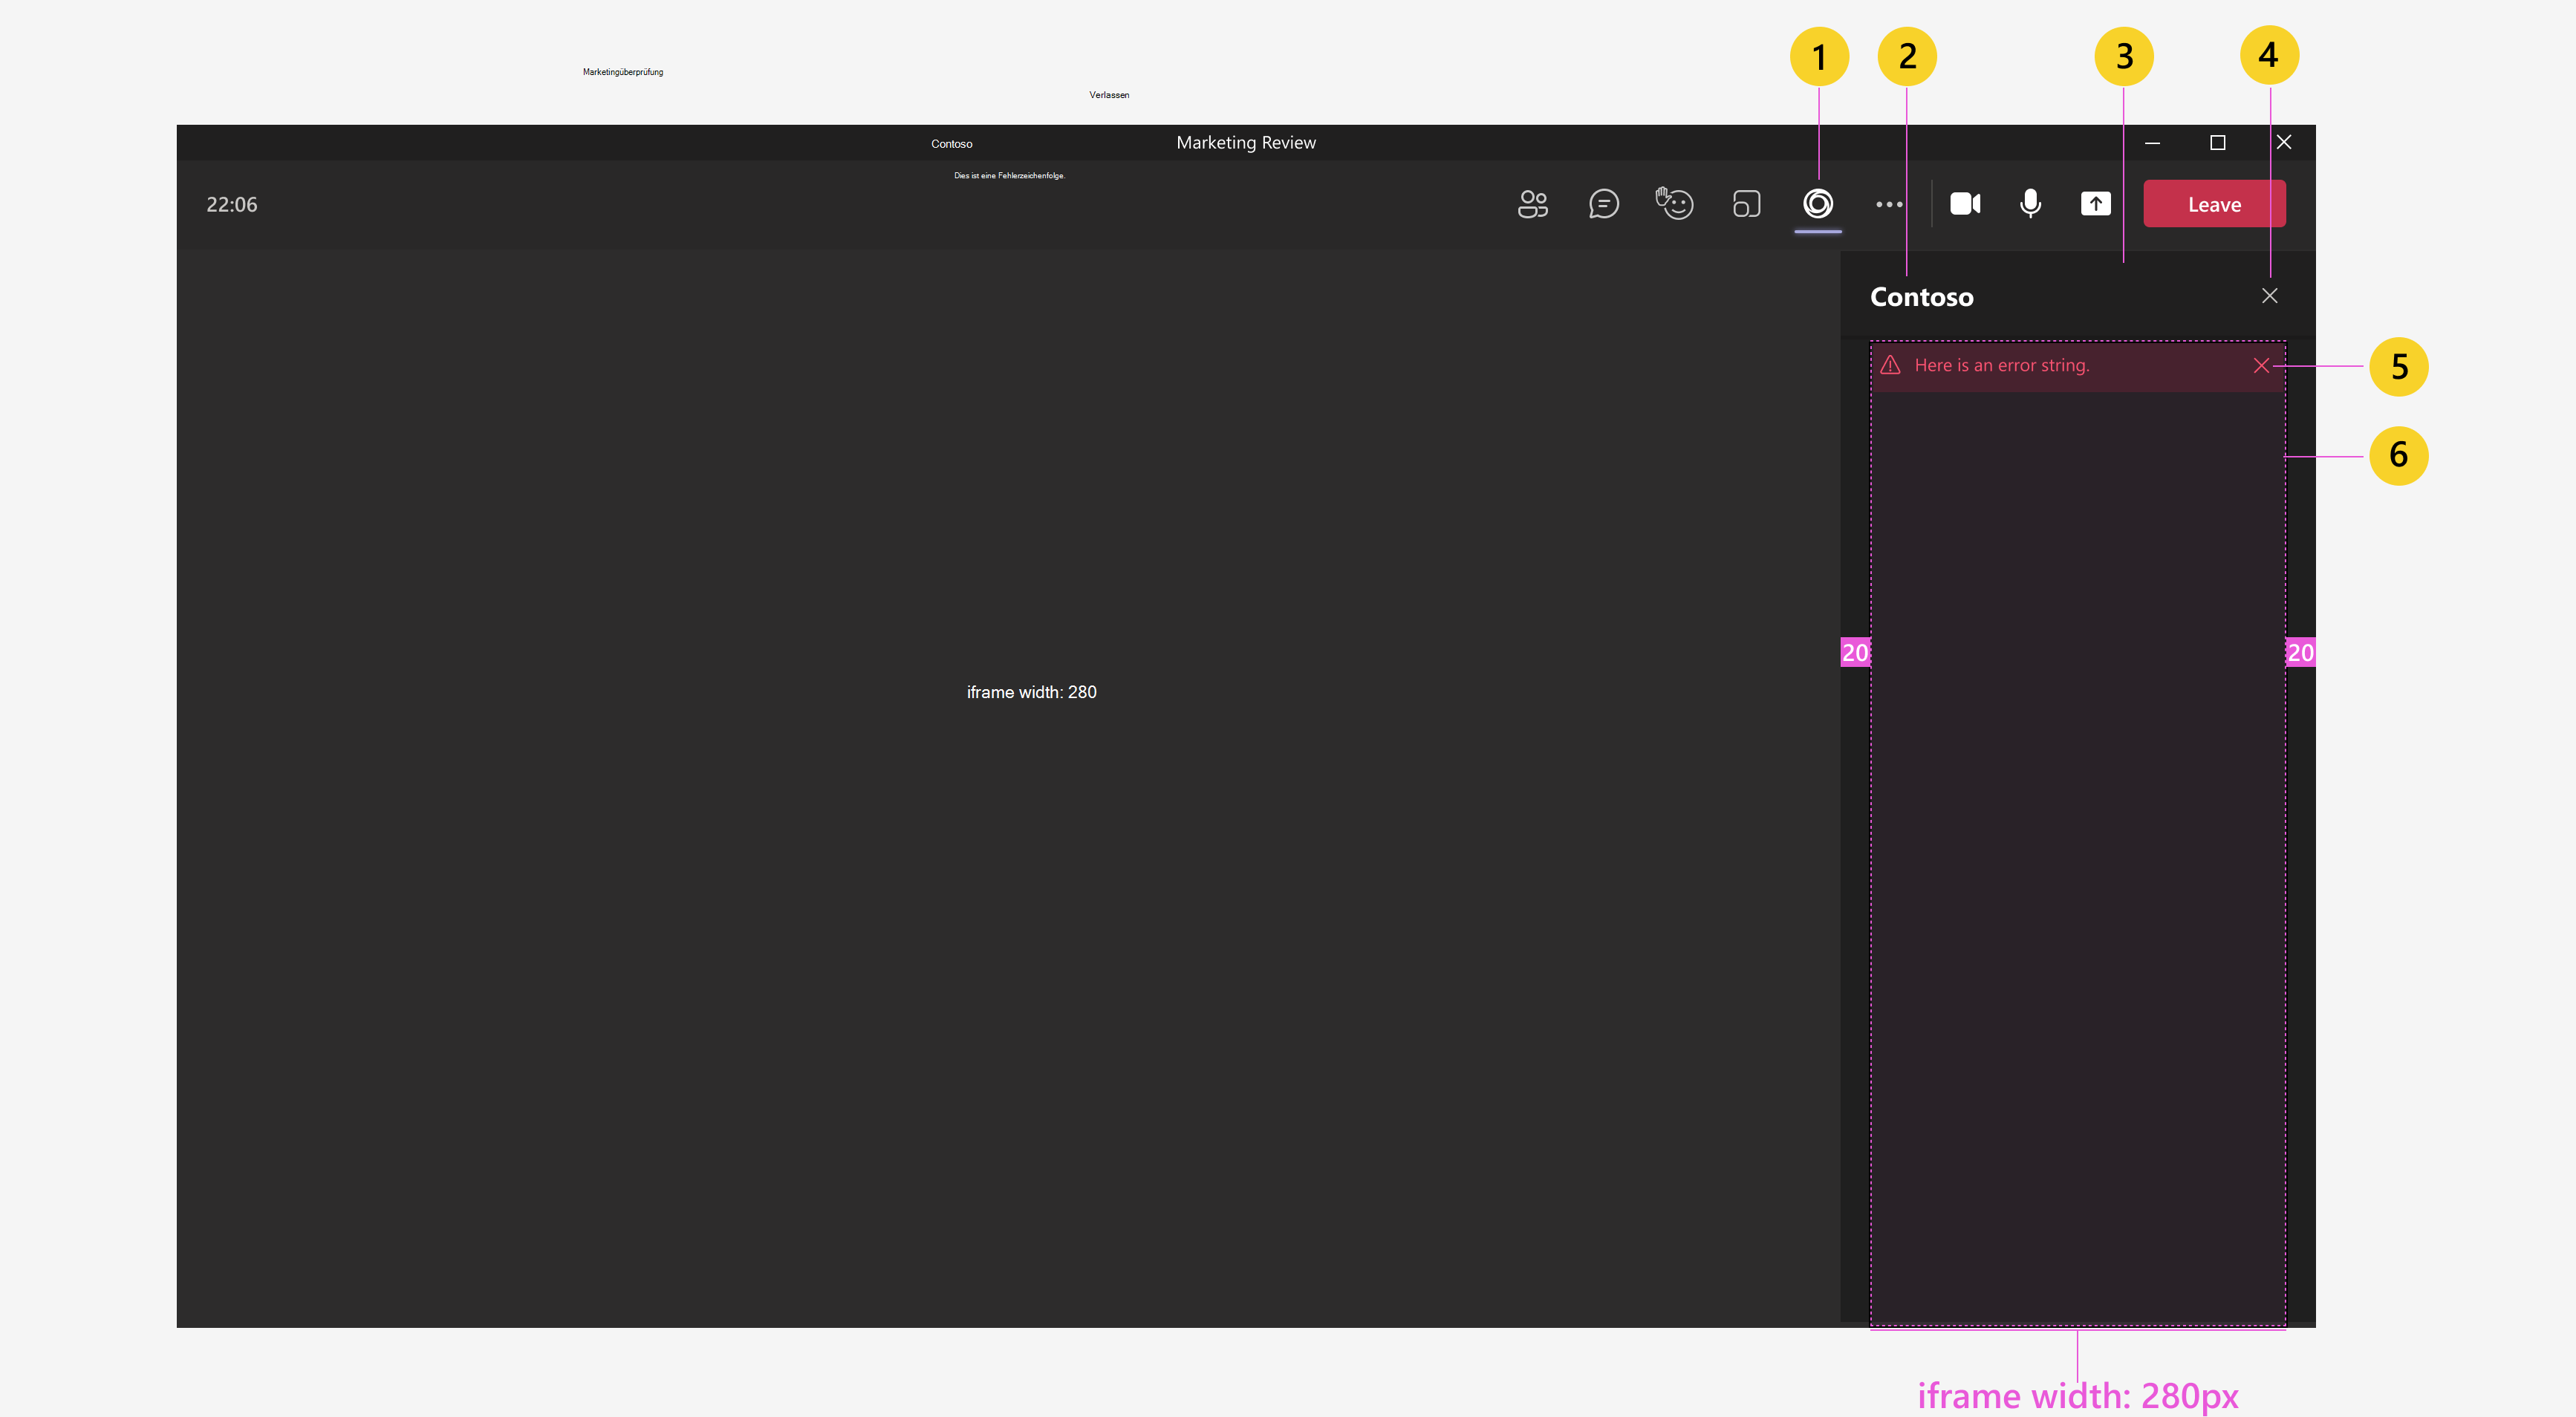 1
2
3
4
Marketingüberprüfung
Verlassen
Contoso
Marketing Review
Dies ist eine Fehlerzeichenfolge.
22:06
Leave
Contoso
Here is an error string.
5
6
20
20
iframe width: 280
iframe width: 280px